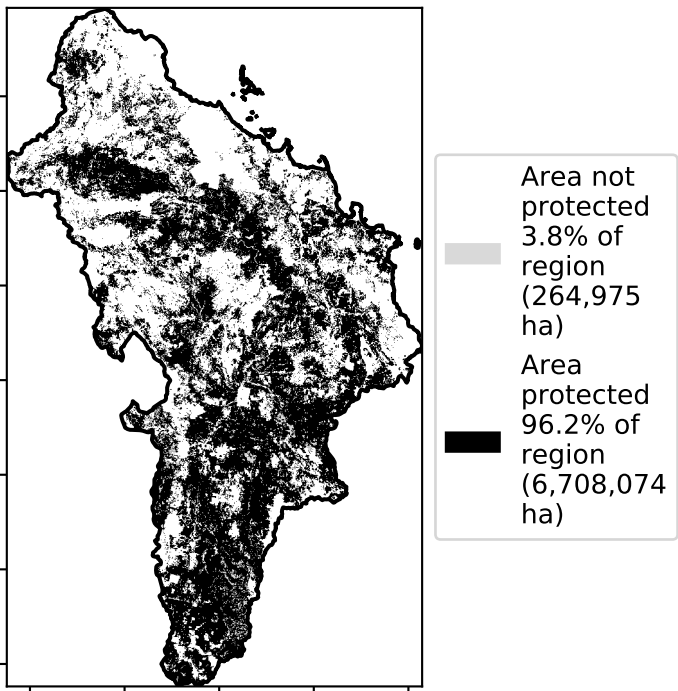 Area not
protected
3.8% of
region
(264,975
ha)
Area
protected
96.2% of
region
(6,708,074
ha)